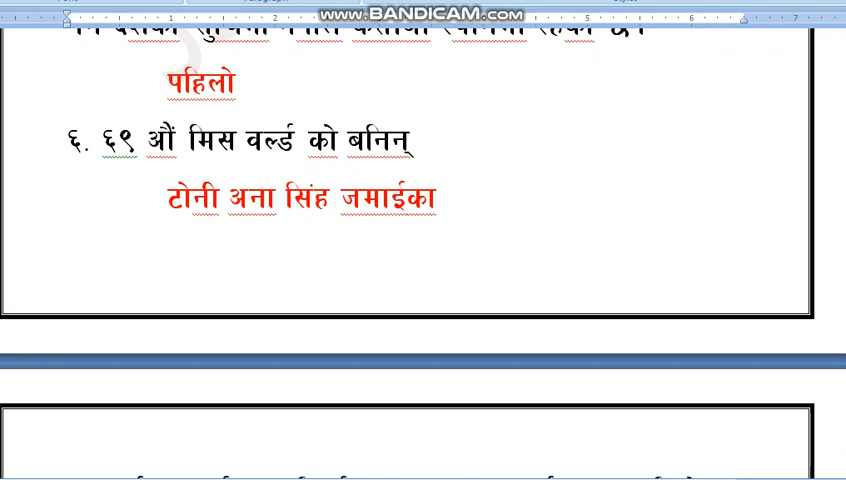 www.BANDICAM.com
पहिलो
६. ६९ औं मिस वर्ल्ड को बनिन्
टोनी अना सिंह जमाईका